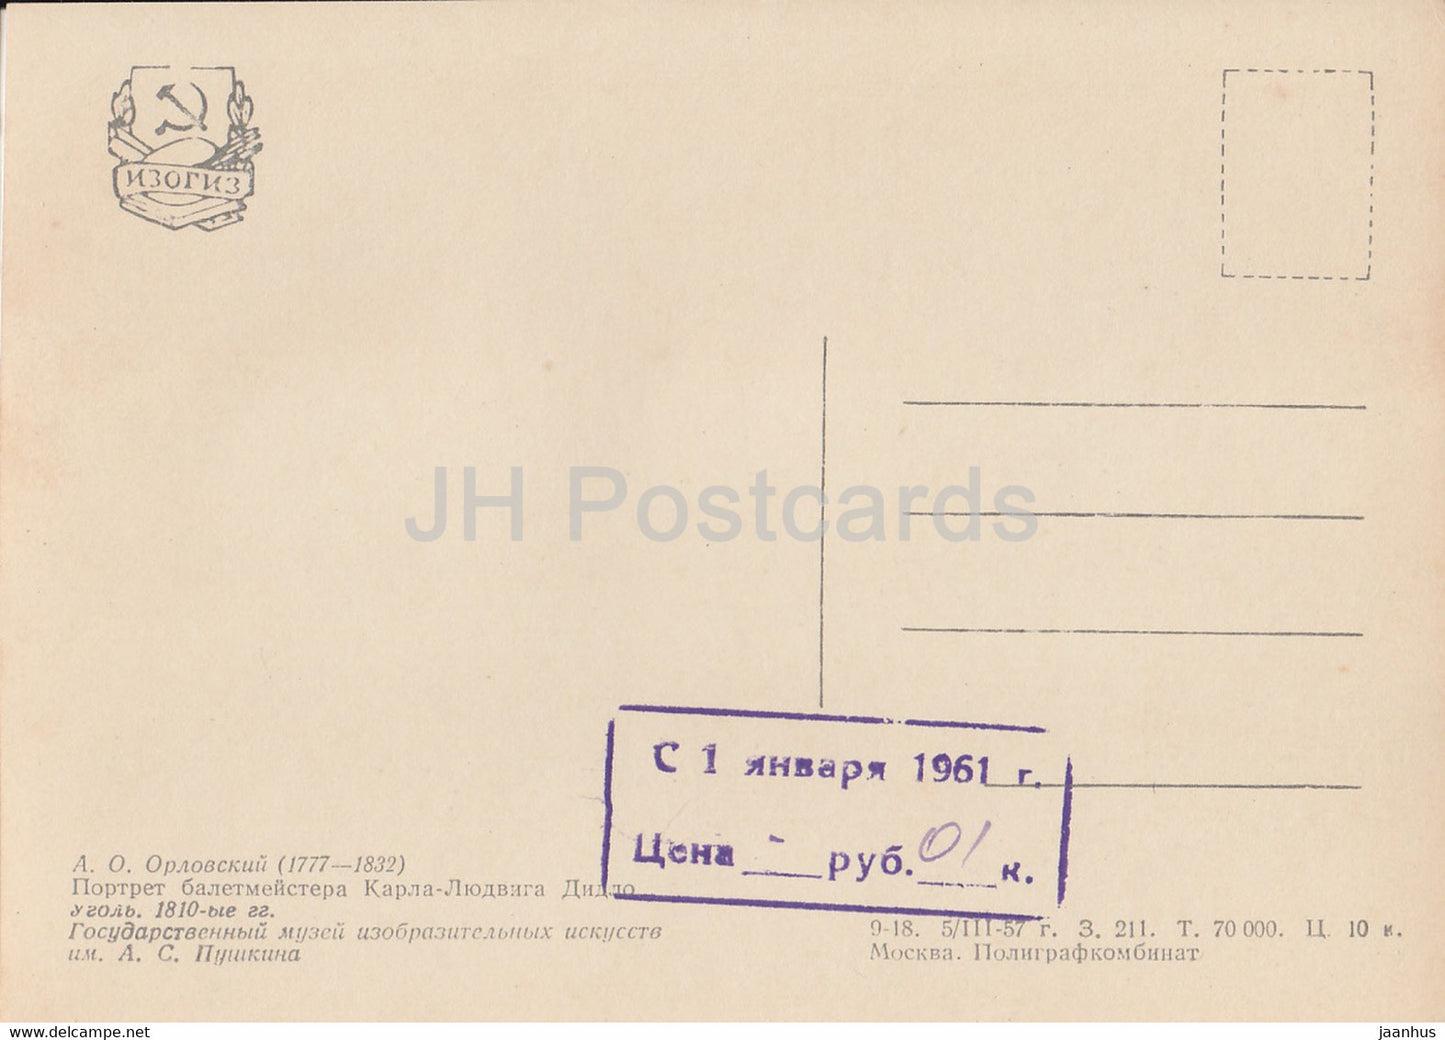 ИЗОГИЗ
JH Postcards
С 1 января 1961 г.
Цена - руб. 01 к.
А. О. Орловский (1777—1832)
Портрет балетмейстера Карла-Людвига Дидло
Уголь. 1810-ые гг.
Государственный музей изобразительных искусств
им. А. С. Пушкина
9-18. 5/III-57 г. З. 211. Т. 70 000. Ц. 10 к.
Москва. Полиграфкомбинат
www.delcampe.net
jaanhus